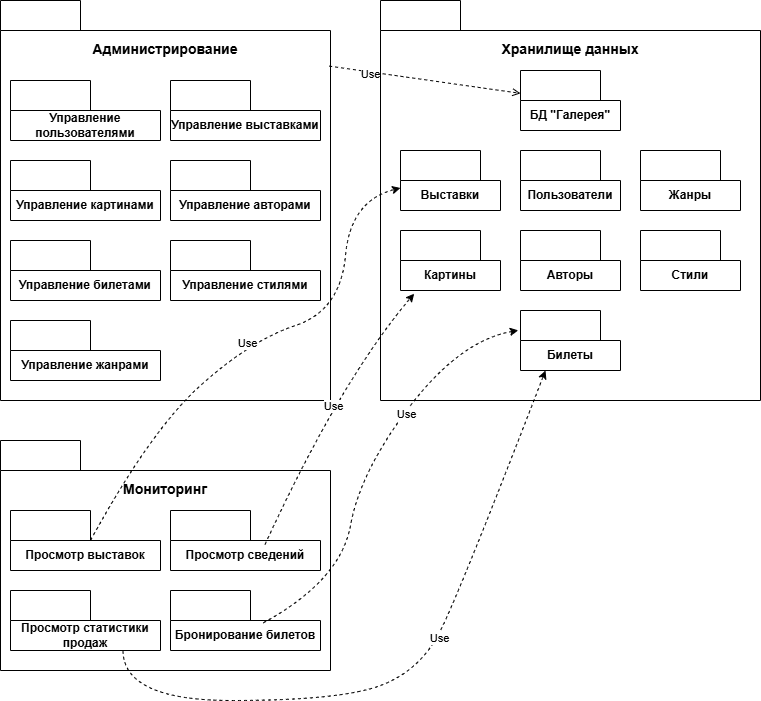 Администрирование
Управление
пользователями
Управление выставками
Управление картинами
Управление авторами
Управление билетами
Управление стилями
Управление жанрами
Хранилище данных
Use
БД "Галерея"
Выставки
Пользователи
Жанры
Картины
Авторы
Стили
Билеты
Use
Use
Use
Мониторинг
Просмотр выставок
Просмотр сведений
Просмотр статистики
продаж
Бронирование билетов
Use